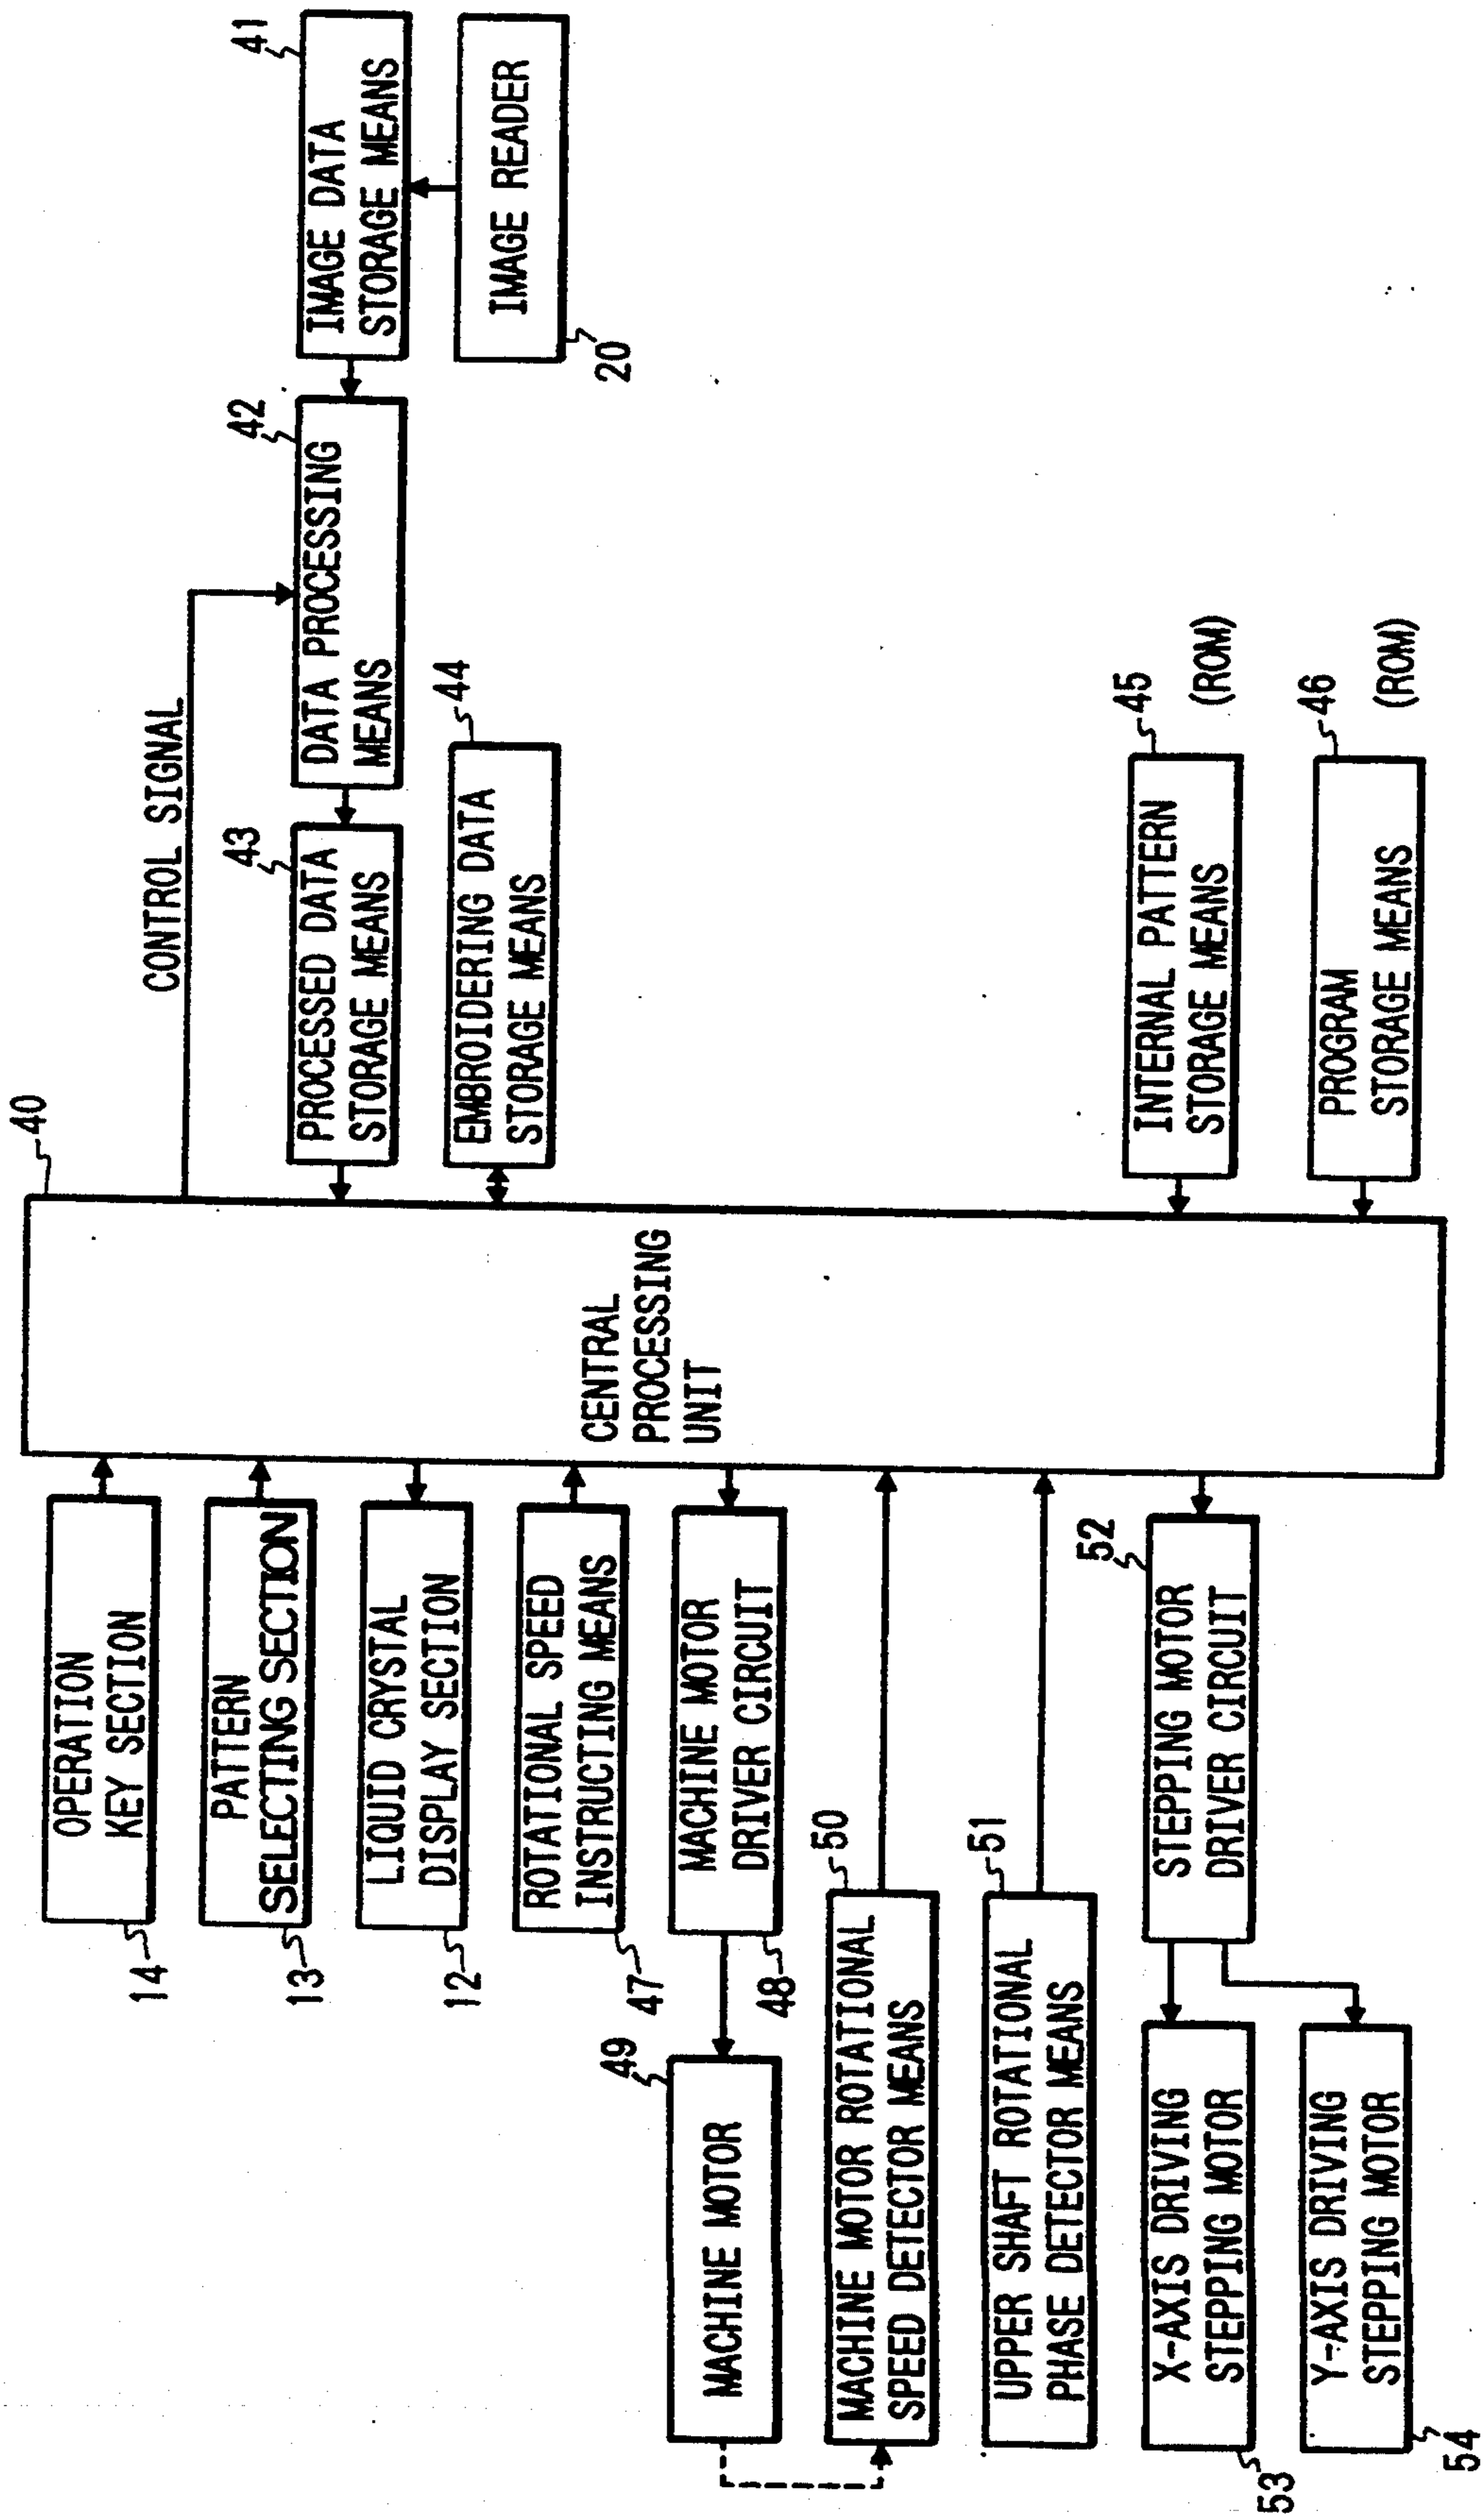 40
CONTROL SIGNAL
14
OPERATION
KEY SECTION
13
PATTERN
SELECTING SECTION
12
LIQUID CRYSTAL
DISPLAY SECTION
47
ROTATIONAL SPEED
INSTRUCTING MEANS
49
MACHINE MOTOR
48
MACHINE MOTOR
DRIVER CIRCUIT
50
MACHINE MOTOR ROTATIONAL
SPEED DETECTOR MEANS
51
UPPER SHAFT ROTATIONAL
PHASE DETECTOR MEANS
52
STEPPING MOTOR
DRIVER CIRCUIT
53
X-AXIS DRIVING
STEPPING MOTOR
54
Y-AXIS DRIVING
STEPPING MOTOR
CENTRAL
PROCESSING
UNIT
43
PROCESSED DATA
STORAGE MEANS
42
DATA PROCESSING
MEANS
41
IMAGE DATA
STORAGE MEANS
20
IMAGE READER
44
EMBROIDERING DATA
STORAGE MEANS
45
INTERNAL PATTERN
STORAGE MEANS
(ROM)
46
PROGRAM
STORAGE MEANS
(ROM)